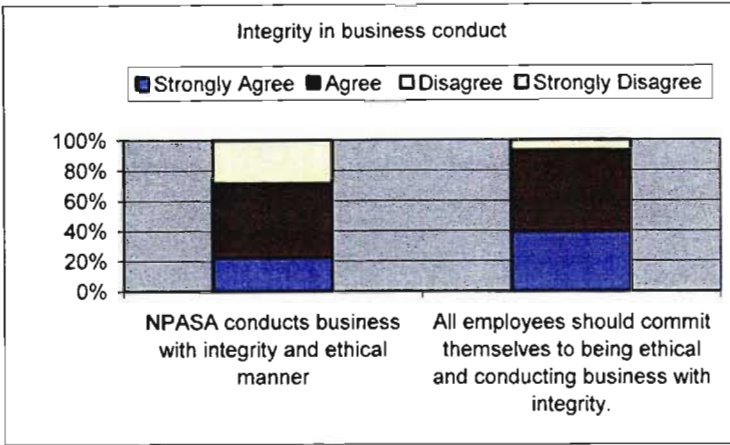 Integrity in business conduct
Strongly Agree Agree Disagree Strongly Disagree
100%
80%
60%
40%
20%
0%
NPASA conducts business
with integrity and ethical
manner
All employees should commit
themselves to being ethical
and conducting business with
integrity.